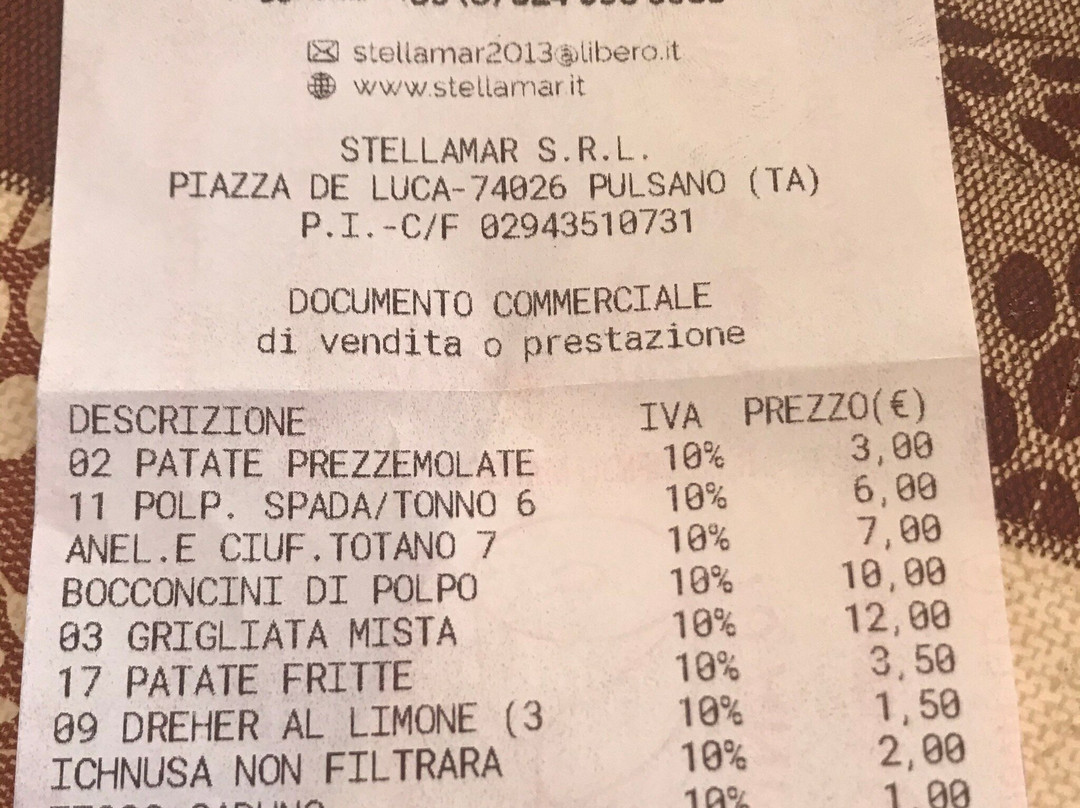 stellamar2013@libero.it
www.stellamar.it
STELLAMAR S.R.L.
PIAZZA DE LUCA-74026 PULSANO (TA)
P.I.-C/F 02943510731
DOCUMENTO COMMERCIALE
di vendita o prestazione
DESCRIZIONE IVA PREZZO(€)
02 PATATE PREZZEMOLATE 10% 3,00
11 POLP. SPADA/TONNO 6 10% 6,00
ANEL.E CIUF.TOTANO 7 10% 7,00
BOCCONCINI DI POLPO 10% 10,00
03 GRIGLIATA MISTA 10% 12,00
17 PATATE FRITTE 10% 3,50
09 DREHER AL LIMONE (3 10% 1,50
ICHNUSA NON FILTRARA 10% 2,00
10% 1,00